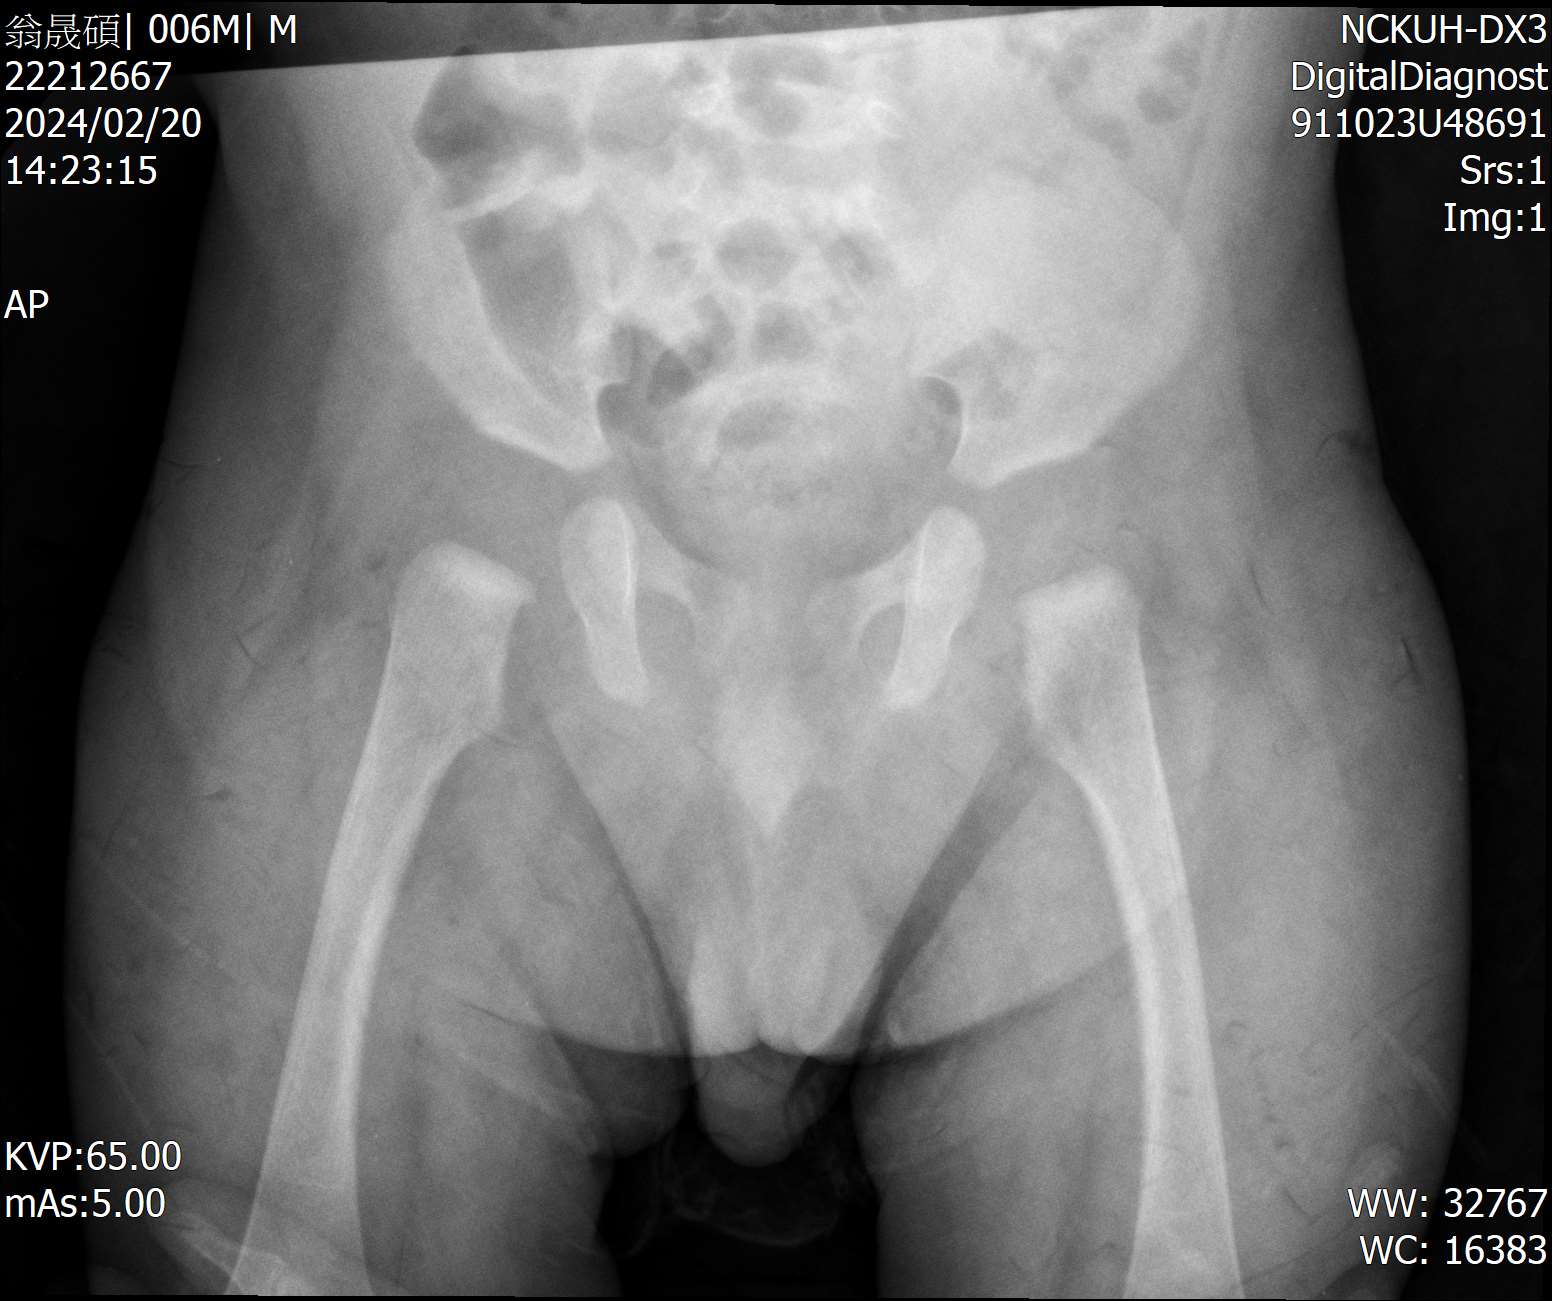 翁晟碩| 006M| M
22212667
2024/02/20
14:23:15
AP
NCKUH-DX3
DigitalDiagnost
911023U48691
Srs:1
Img:1
KVP:65.00
mAs:5.00
WW: 32767
WC: 16383